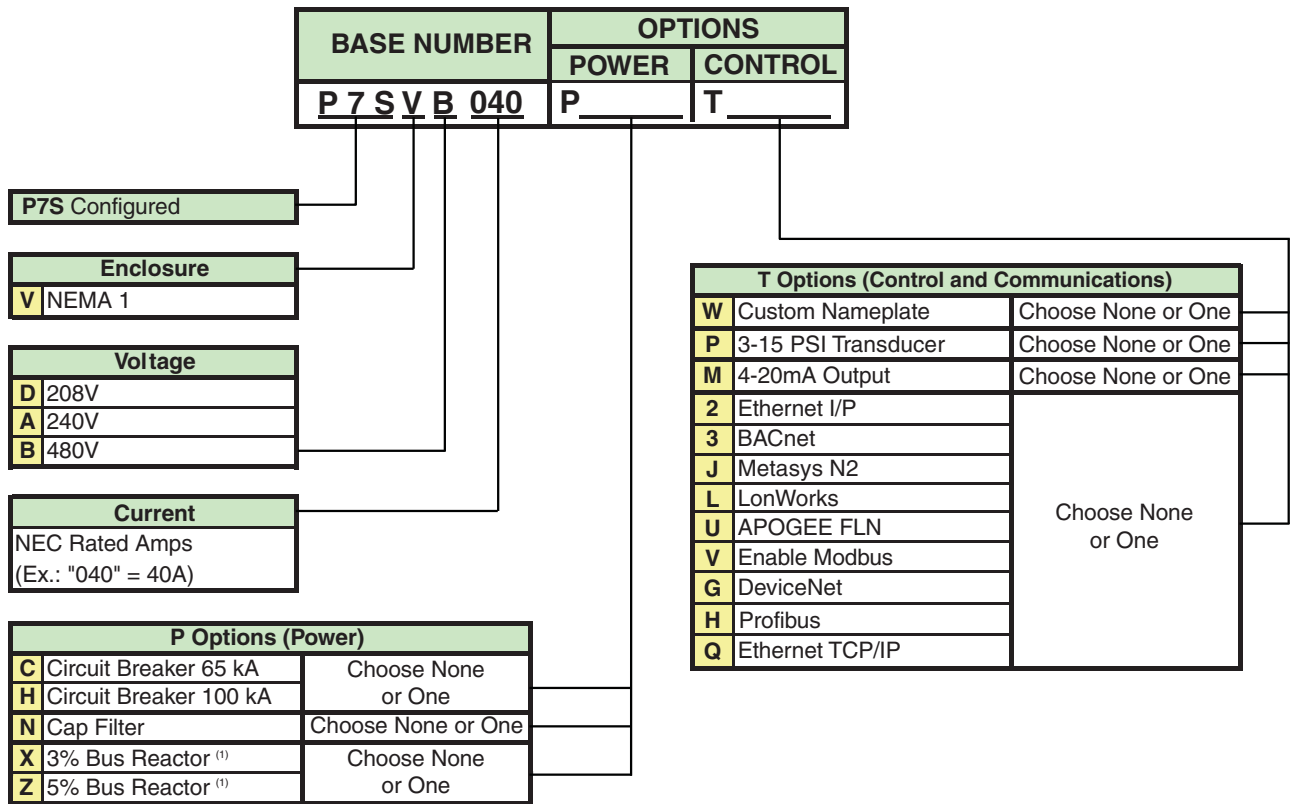 BASE NUMBER
OPTIONS
POWER
CONTROL
P 7 S V B 040
P______
T ______
P7S Configured
Enclosure
V NEMA 1
Voltage
D 208V
A 240V
B 480V
Current
NEC Rated Amps
(Ex.: "040" = 40A)
P Options (Power)
C Circuit Breaker 65 kA
H Circuit Breaker 100 kA
Choose None
or One
N Cap Filter Choose None or One
X 3% Bus Reactor (1)
Z 5% Bus Reactor (1)
Choose None
or One
T Options (Control and Communications)
W Custom Nameplate Choose None or One
P 3-15 PSI Transducer Choose None or One
M 4-20mA Output Choose None or One
2 Ethernet I/P
3 BACnet
J Metasys N2
L LonWorks
U APOGEE FLN
V Enable Modbus
G DeviceNet
H Profibus
Q Ethernet TCP/IP
Choose None
or One